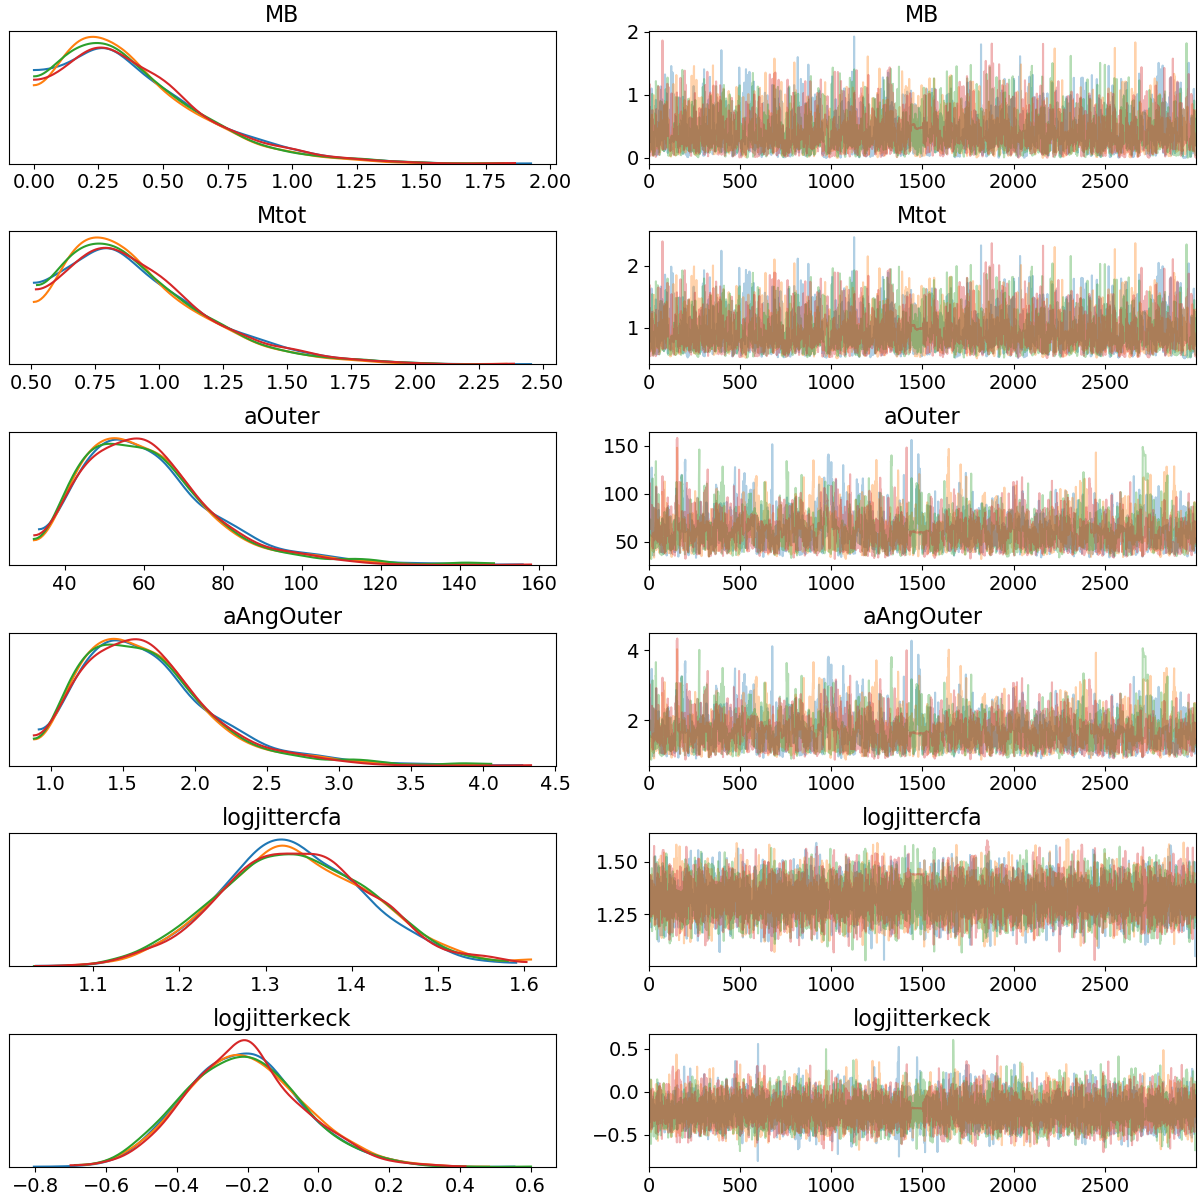 MB MB
0.00 0.25 0.50 0.75 1.00 1.25 1.50 1.75 2.00
2
1
0
0 500 1000 1500 2000 2500
Mtot Mtot
0.50 0.75 1.00 1.25 1.50 1.75 2.00 2.25 2.50
2
1
0 500 1000 1500 2000 2500
aOuter aOuter
40 60 80 100 120 140 160
150
100
50
0 500 1000 1500 2000 2500
aAngOuter aAngOuter
1.0 1.5 2.0 2.5 3.0 3.5 4.0 4.5
4
2
0 500 1000 1500 2000 2500
logjittercfa logjittercfa
1.1 1.2 1.3 1.4 1.5 1.6
1.50
1.25
0 500 1000 1500 2000 2500
logjitterkeck logjitterkeck
−0.8 −0.6 −0.4 −0.2 0.0 0.2 0.4 0.6
0.5
0.0
−0.5
0 500 1000 1500 2000 2500